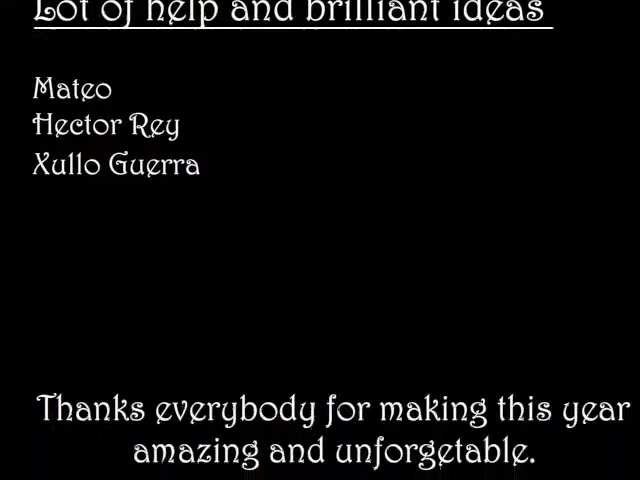 Lot of help and brilliant ideas
Mateo
Hector Rey
Xullo Guerra
Thanks everybody for making this year
amazing and unforgetable.